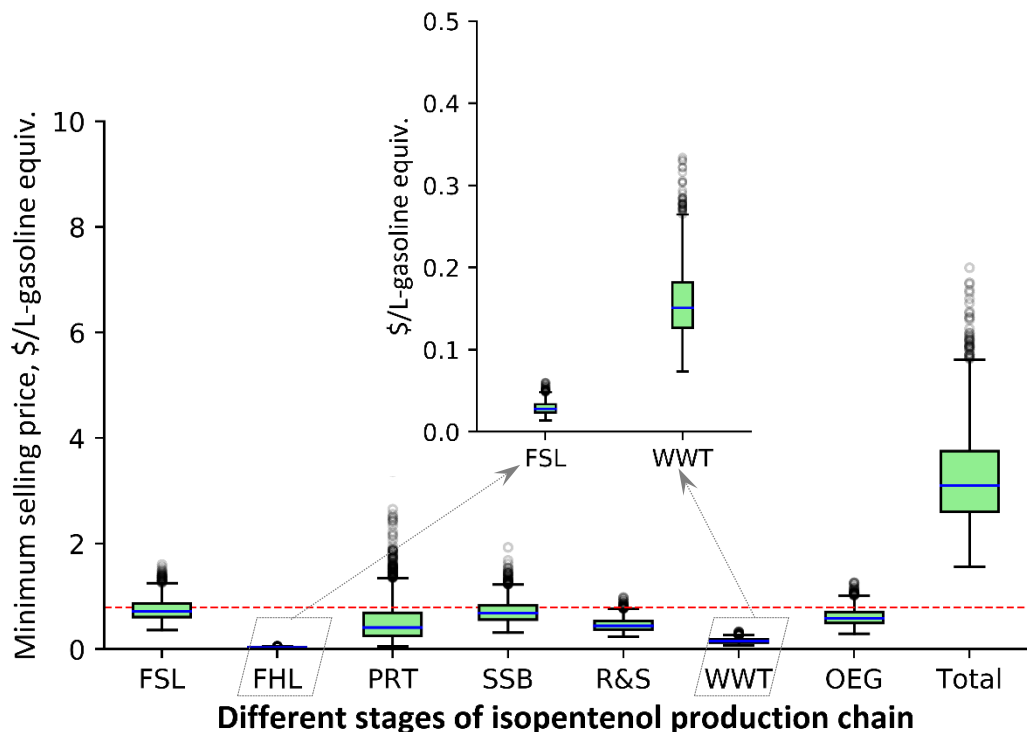 0.5
0.4
0.3
0.2
0.1
0.0
$/L-gasoline equiv.
FSL WWT
10
8
6
4
2
0
Minimum selling price, $/L-gasoline equiv.
FSL FHL PRT SSB R&S WWT OEG Total
Different stages of isopentenol production chain